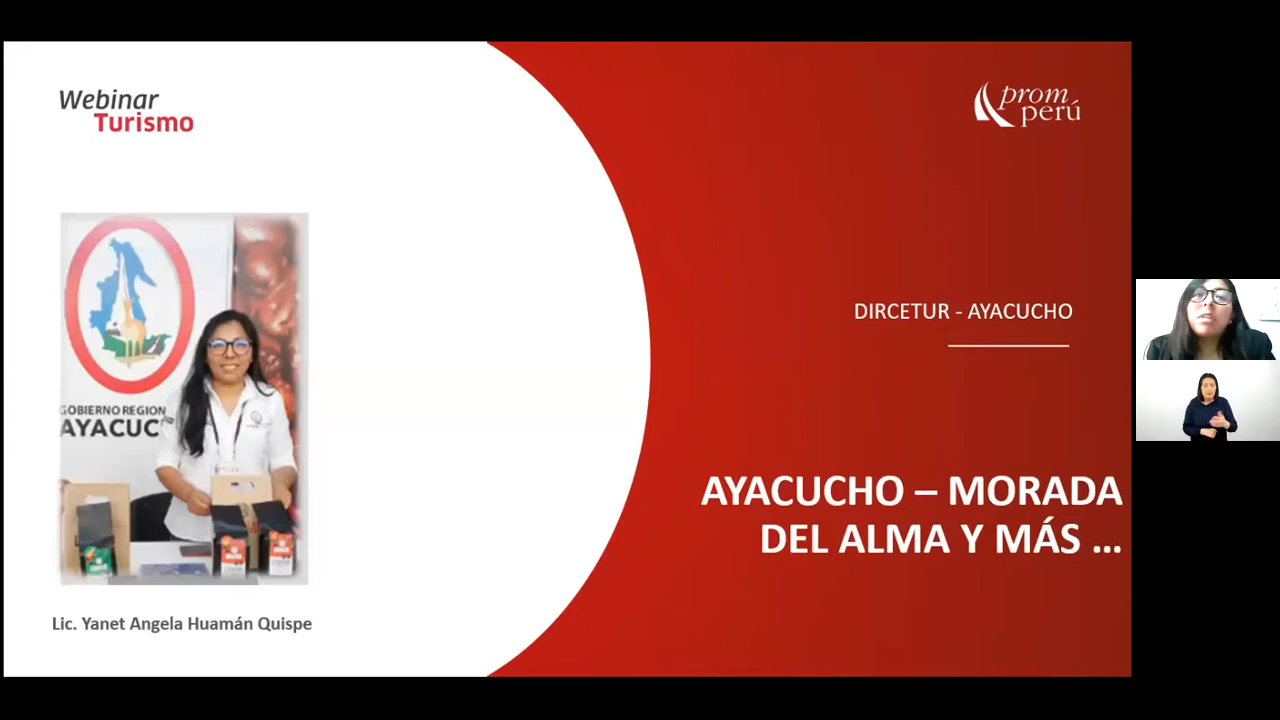 Webinar
Turismo
prom
perú
GOBIERNO REGION
AYACUC
DIRCETUR - AYACUCHO
AYACUCHO – MORADA
DEL ALMA Y MÁS ...
Lic. Yanet Angela Huamán Quispe